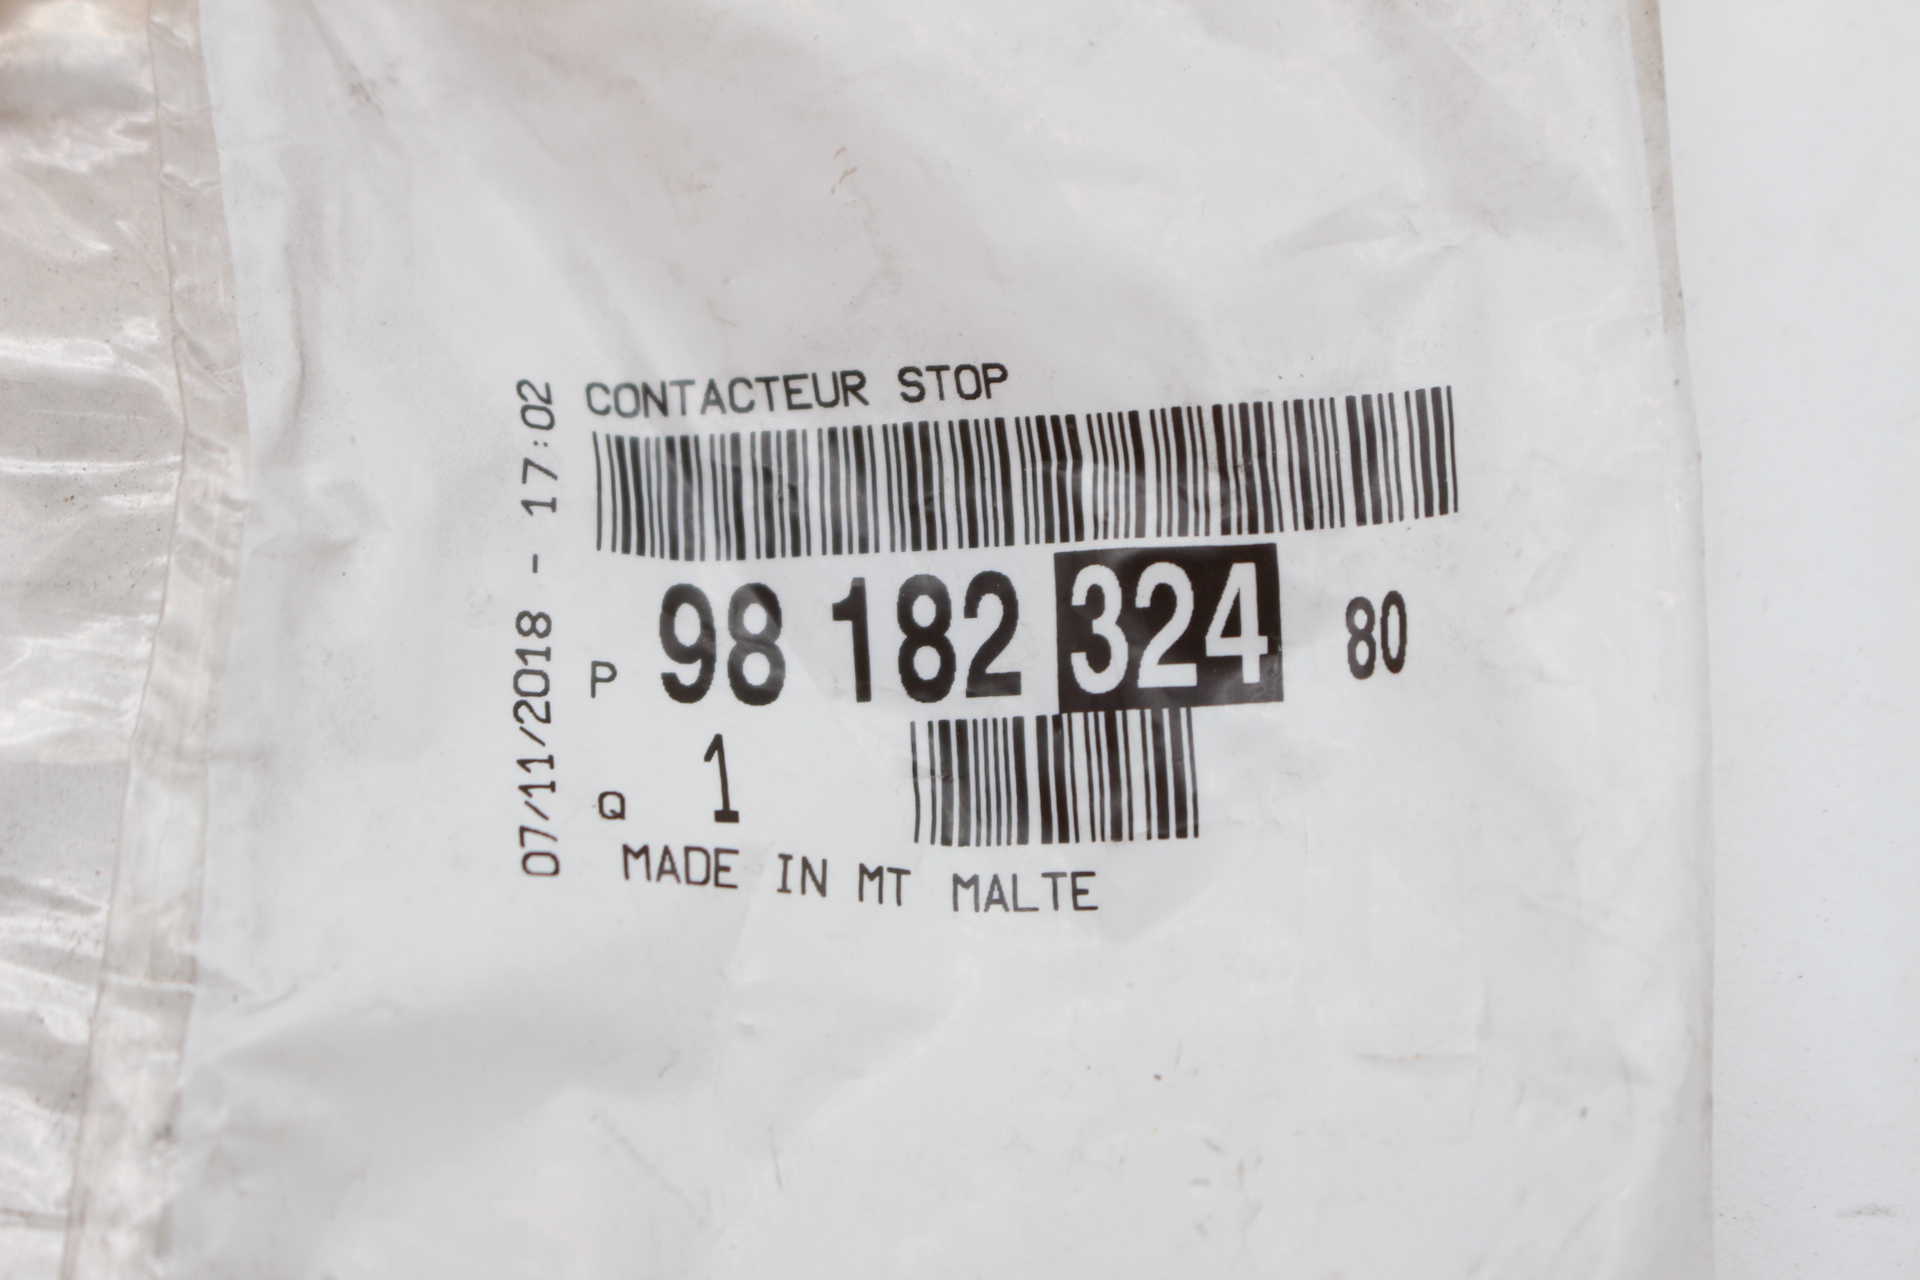 CONTACTEUR STOP
07/11/2018 - 17:02
P 98 182 324 80
Q 1
MADE IN MT MALTE